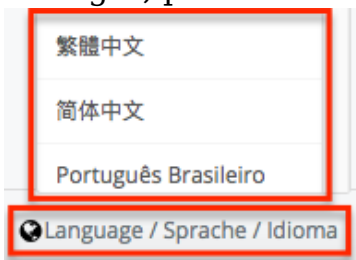 繁體中文
简体中文
Português Brasileiro
Language / Sprache / Idioma